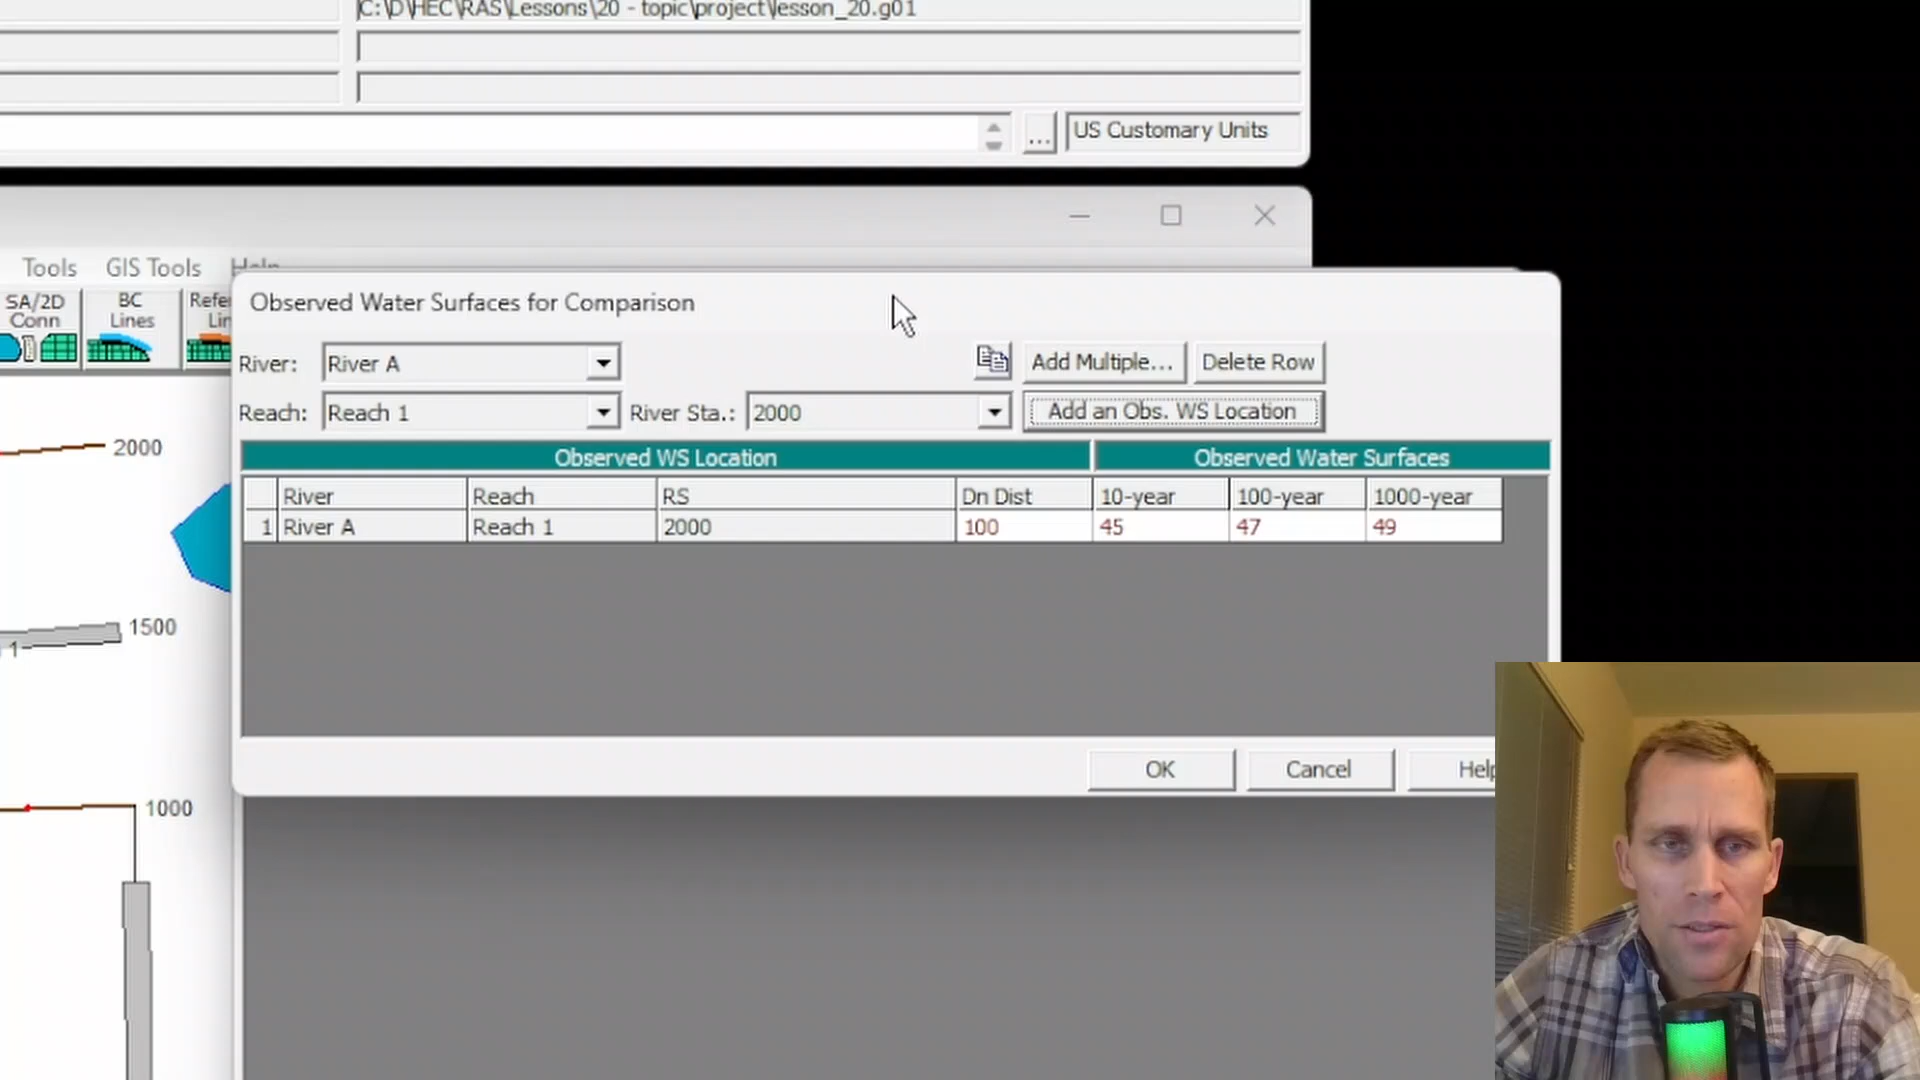 C:\D\HEC\RAS\Lessons\20 - topic\project\lesson_20.g01
... US Customary Units
Tools GIS Tools Help
SA/2D Conn
BC Lines
Observed Water Surfaces for Comparison
River: River A Add Multiple... Delete Row
Reach: Reach 1 River Sta.: 2000 Add an Obs. WS Location
Observed WS Location Observed Water Surfaces
River Reach RS Dn Dist 10-year 100-year 1000-year
1 River A Reach 1 2000 100 45 47 49
2000
1500
1
1000
OK Cancel Help